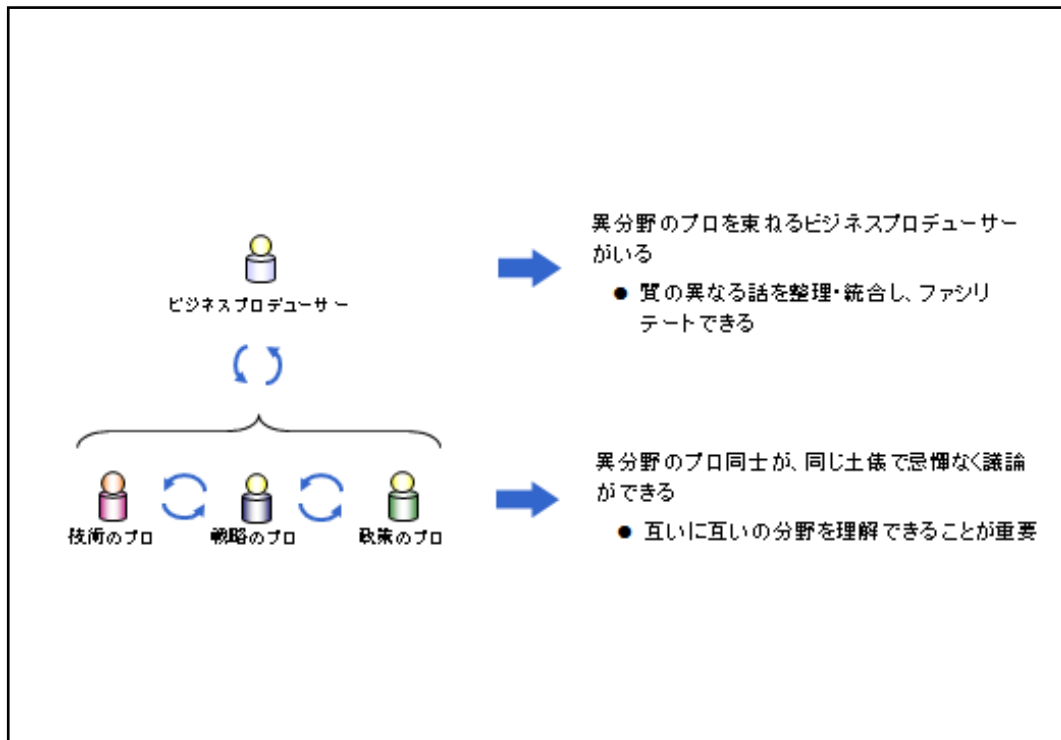 異分野のプロを束ねるビジネスプロデューサー
がいる
● 質の異なる話を整理・統合し、ファシリ
テートできる
ビジネスプロデューサー
異分野のプロ同士が、同じ土俵で忌憚なく議論
ができる
● 互いに互いの分野を理解できることが重要
技術のプロ
戦略のプロ
政策のプロ